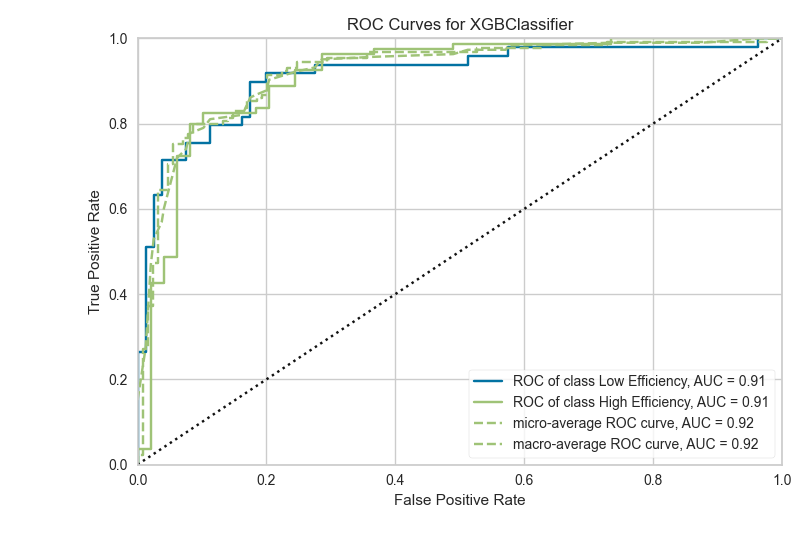 ROC Curves for XGBClassifier
True Positive Rate
1.0
0.8
0.6
0.4
0.2
0.0
ROC of class Low Efficiency, AUC = 0.91
ROC of class High Efficiency, AUC = 0.91
micro-average ROC curve, AUC = 0.92
macro-average ROC curve, AUC = 0.92
0.0 0.2 0.4 0.6 0.8 1.0
False Positive Rate